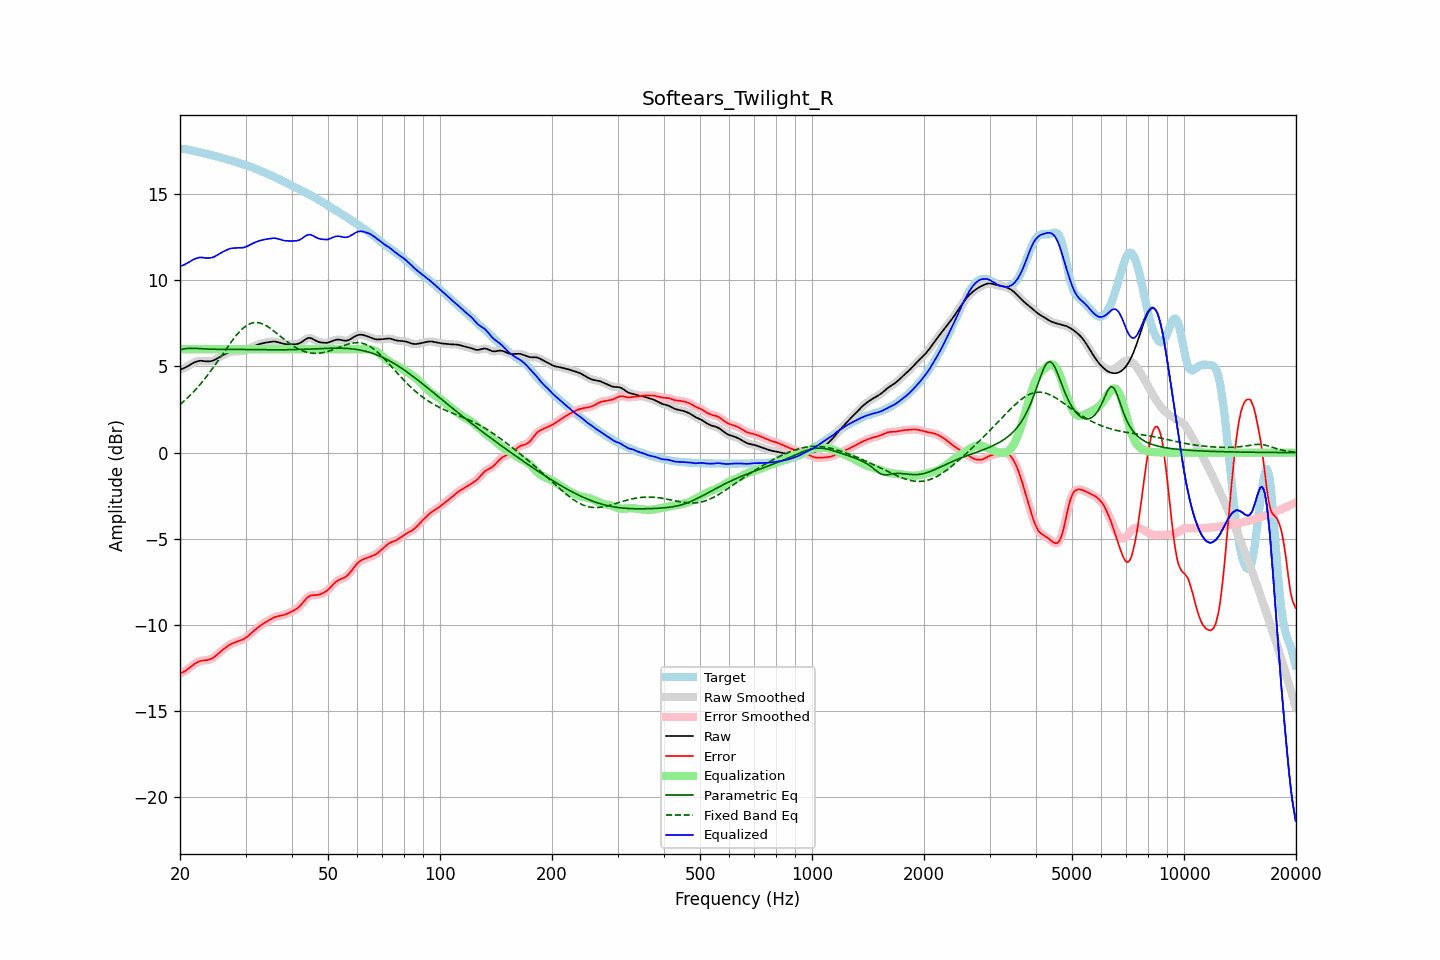 Softears_Twilight_R
Amplitude (dBr)
15
10
5
0
−5
−10
−15
−20
Target
Raw Smoothed
Error Smoothed
Raw
Error
Equalization
Parametric Eq
Fixed Band Eq
Equalized
20 50 100 200 500 1000 2000 5000 10000 20000
Frequency (Hz)